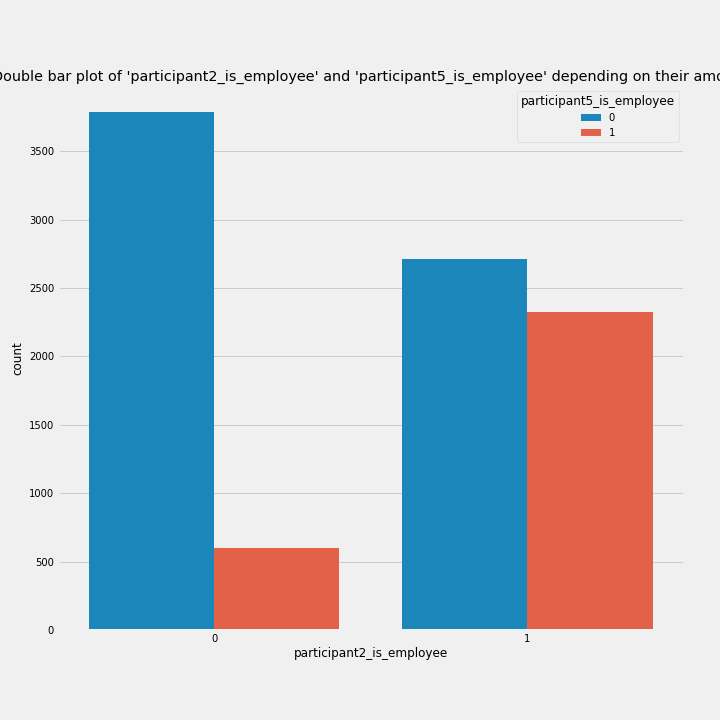 Double bar plot of 'participant2_is_employee' and 'participant5_is_employee' depending on their
participant5_is_employee
0
1
3500
3000
2500
2000
1500
1000
500
0
count
0 1
participant2_is_employee